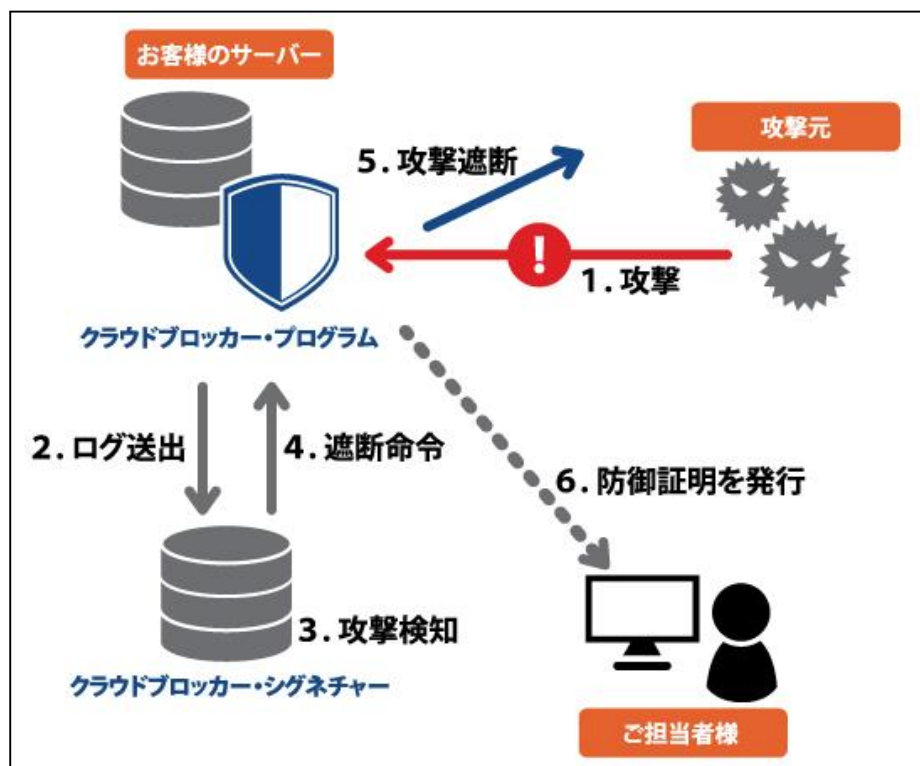 お客様のサーバー
攻撃元
5.攻撃遮断
!
1.攻撃
クラウドブロッカー・プログラム
2.ログ送出
4.遮断命令
6.防御証明を発行
3.攻撃検知
クラウドブロッカー・シグネチャー
ご担当者様